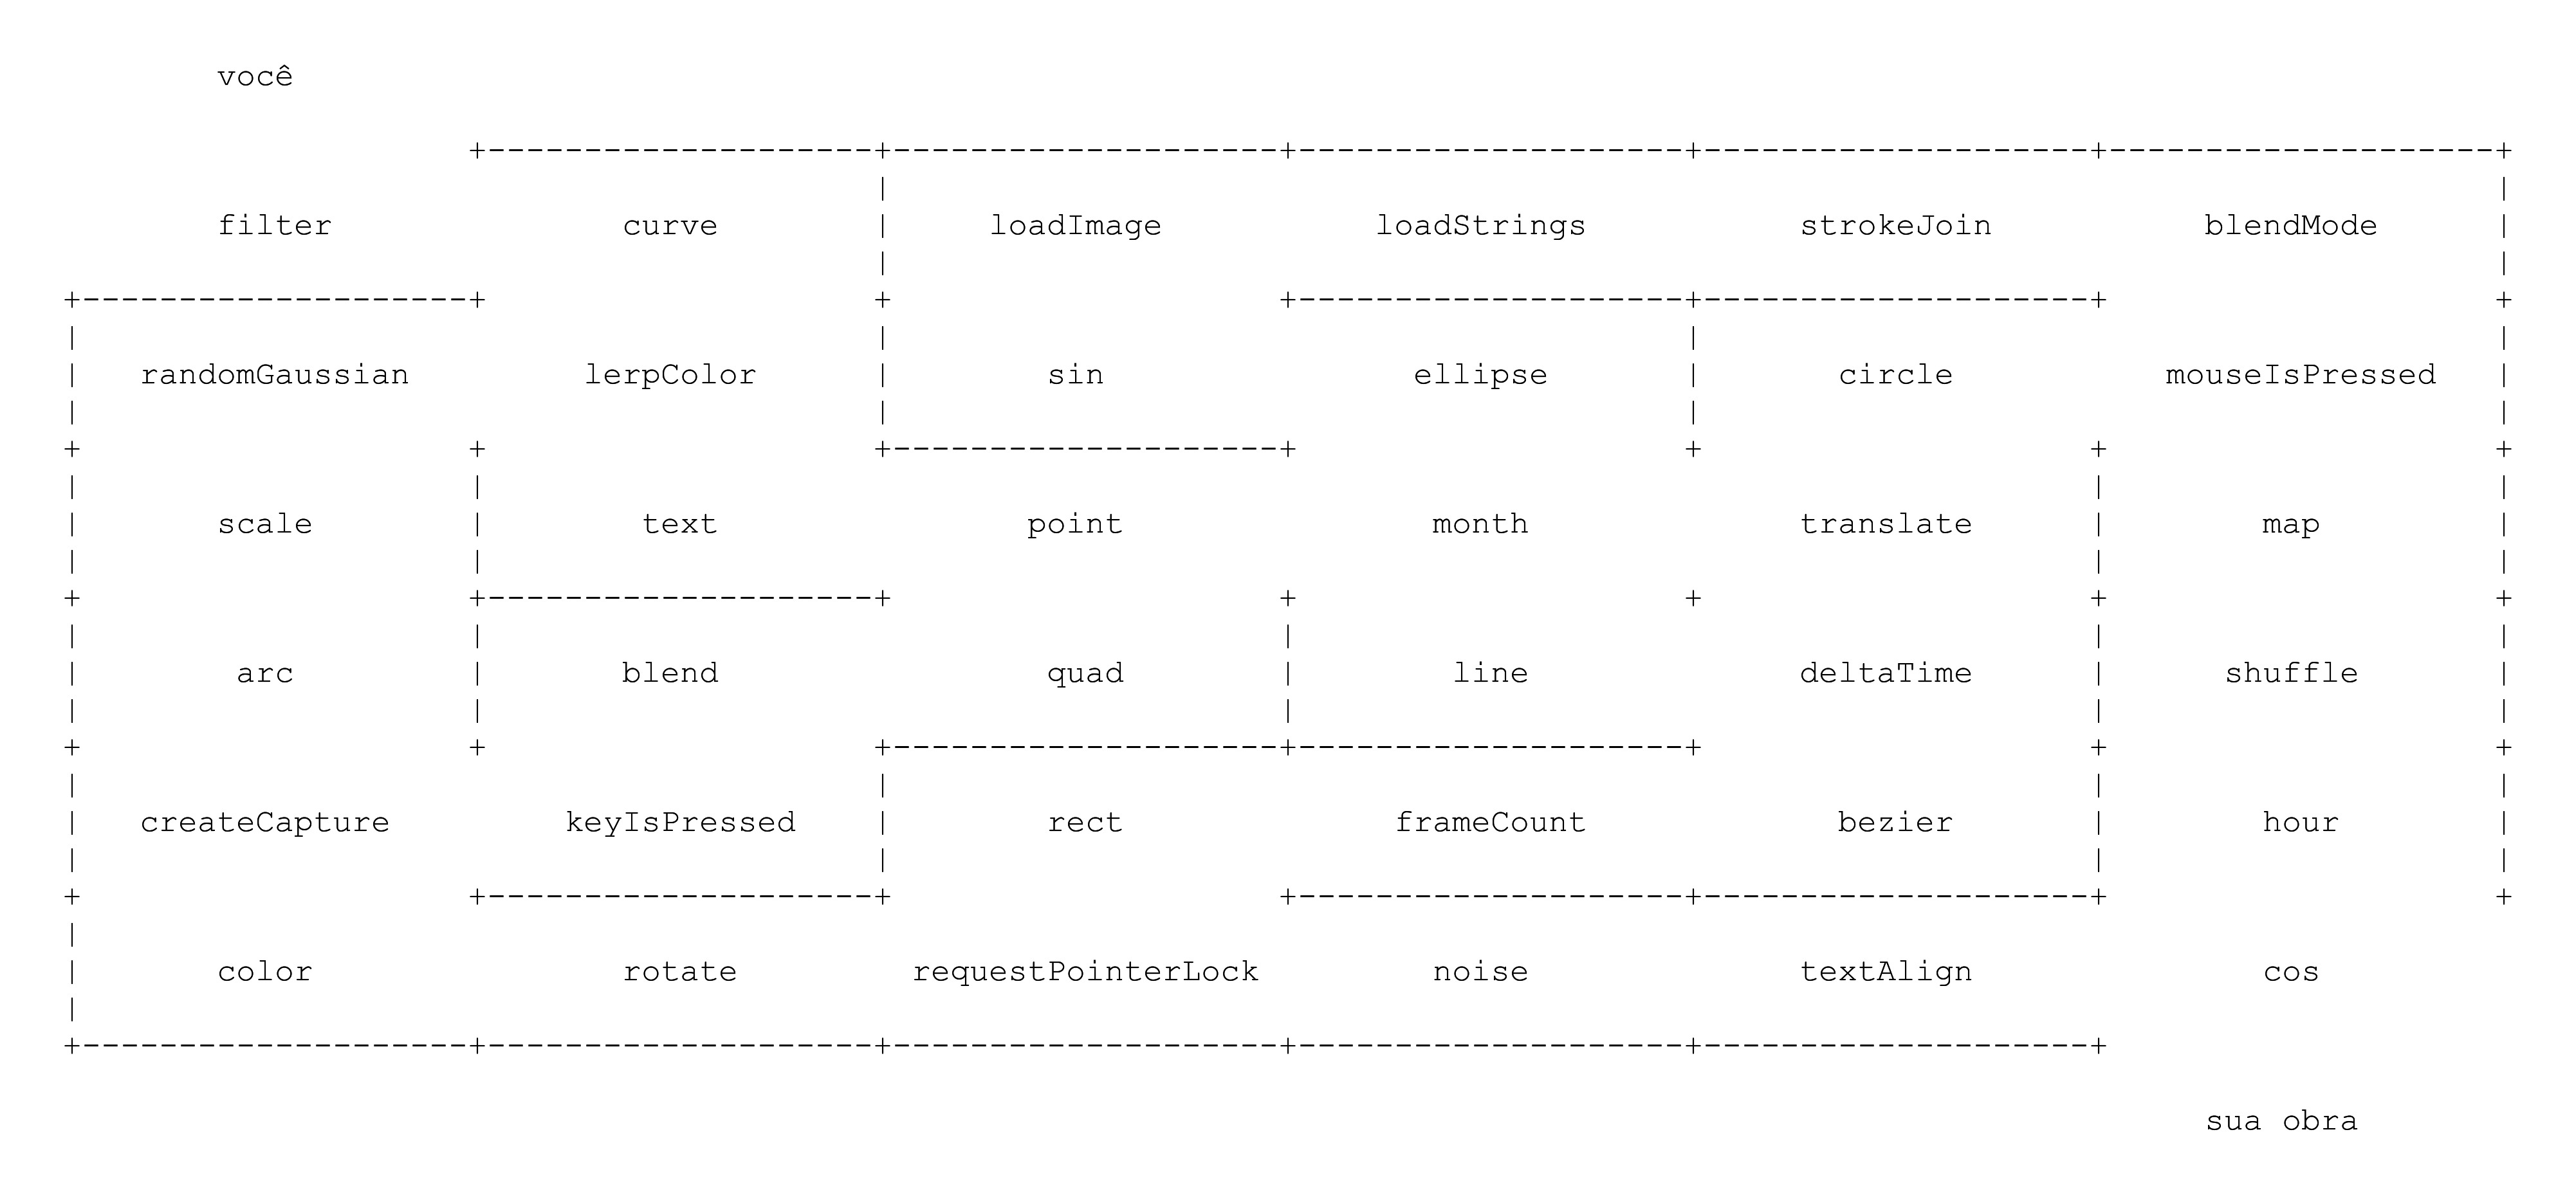 você
filter curve loadImage loadStrings strokeJoin blendMode
randomGaussian lerpColor sin ellipse circle mouseIsPressed
scale text point month translate map
arc blend quad line deltaTime shuffle
createCapture keyIsPressed rect frameCount bezier hour
color rotate requestPointerLock noise textAlign cos
sua obra